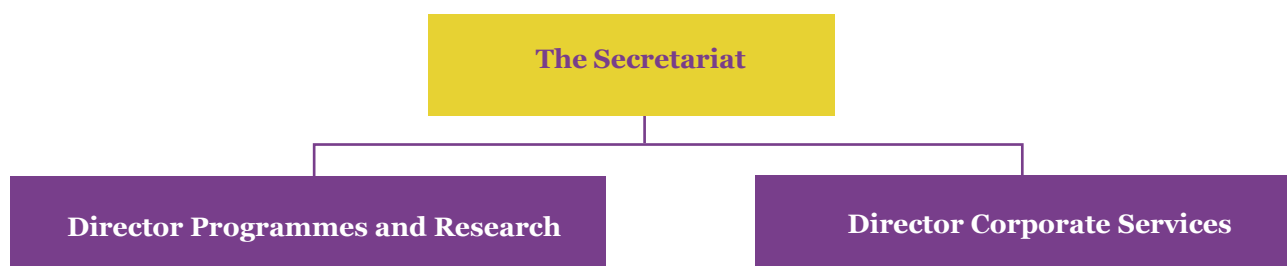 The Secretariat
Director Programmes and Research
Director Corporate Services